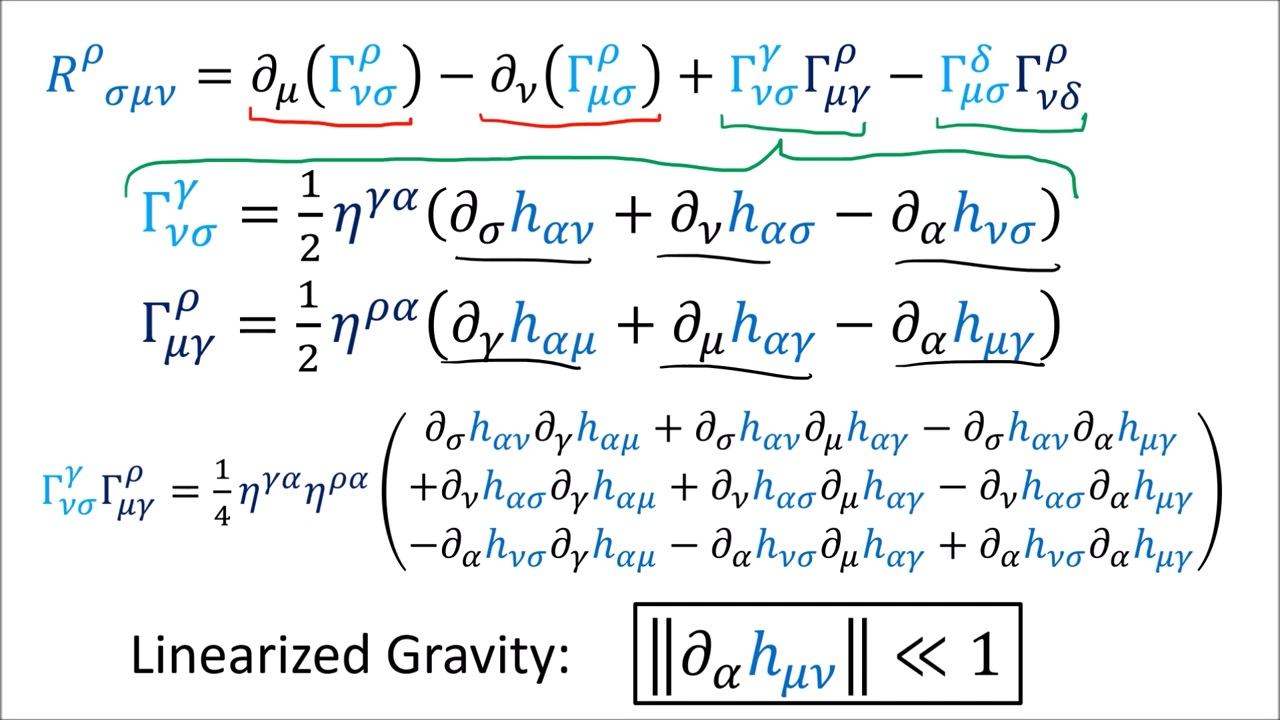 R^ρ_σμν = ∂_μ(Γ^ρ_νσ) − ∂_ν(Γ^ρ_μσ) + Γ^γ_νσ Γ^ρ_μγ − Γ^δ_μσ Γ^ρ_νδ
Γ^γ_νσ = 1/2 η^γα(∂_σ h_αν + ∂_ν h_ασ − ∂_α h_νσ)
Γ^ρ_μγ = 1/2 η^ρα(∂_γ h_αμ + ∂_μ h_αγ − ∂_α h_μγ)
∂_σ h_αν ∂_γ h_αμ + ∂_σ h_αν ∂_μ h_αγ − ∂_σ h_αν ∂_α h_μγ
Γ^γ_νσ Γ^ρ_μγ = 1/4 η^γα η^ρα ( +∂_ν h_ασ ∂_γ h_αμ + ∂_ν h_ασ ∂_μ h_αγ − ∂_ν h_ασ ∂_α h_μγ )
−∂_α h_νσ ∂_γ h_αμ − ∂_α h_νσ ∂_μ h_αγ + ∂_α h_νσ ∂_α h_μγ
Linearized Gravity: ‖∂_α h_μν‖ ≪ 1